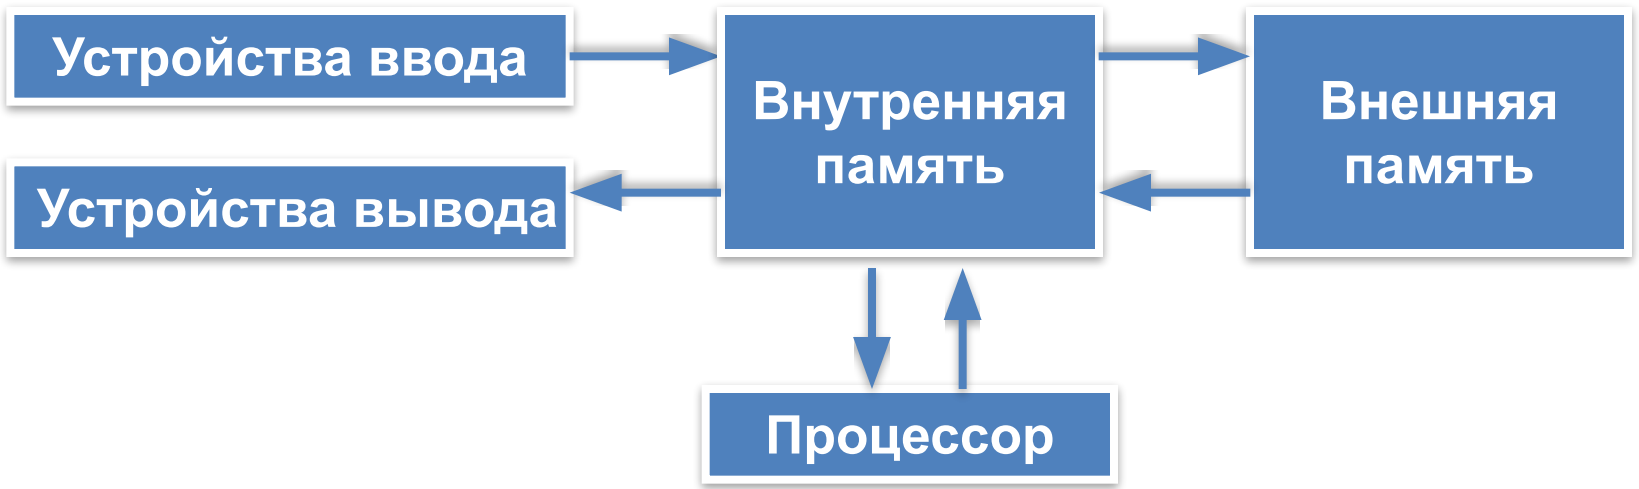 Устройства ввода
Внутренняя
память
Внешняя
память
Устройства вывода
Процессор